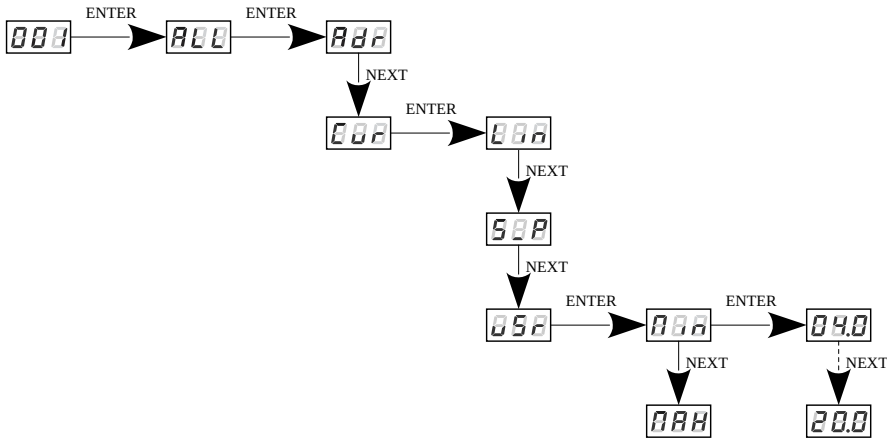 ENTER ENTER
001 ALL Adr
NEXT
ENTER
Cur Lin
NEXT
S_P
NEXT
ENTER ENTER
uSr Min 04.0
NEXT NEXT
MAH 20.0